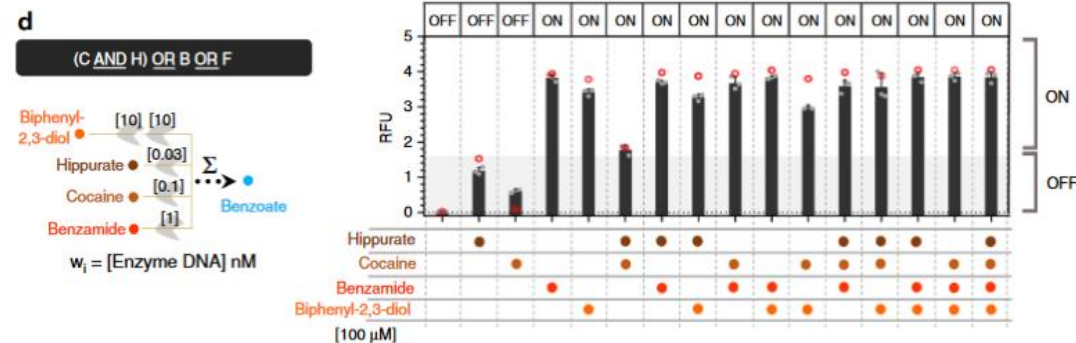 d
(C AND H) OR B OR F
Biphenyl-
2,3-diol
[10] [10]
Hippurate
[0.03]
Cocaine
[0.1]
Benzamide
[1]
Σ
Benzoate
wᵢ = [Enzyme DNA] nM
OFF OFF OFF ON ON ON ON ON ON ON ON ON ON ON ON ON
5
4
3
2
1
0
RFU
ON
OFF
Hippurate
Cocaine
Benzamide
Biphenyl-2,3-diol
[100 µM]